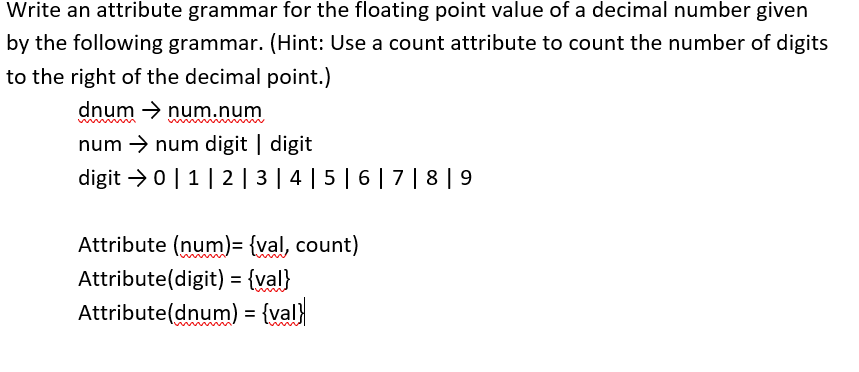 Write an attribute grammar for the floating point value of a decimal number given
by the following grammar. (Hint: Use a count attribute to count the number of digits
to the right of the decimal point.)
dnum → num.num
num → num digit | digit
digit → 0 | 1 | 2 | 3 | 4 | 5 | 6 | 7 | 8 | 9
Attribute (num)= {val, count)
Attribute(digit) = {val}
Attribute(dnum) = {val}